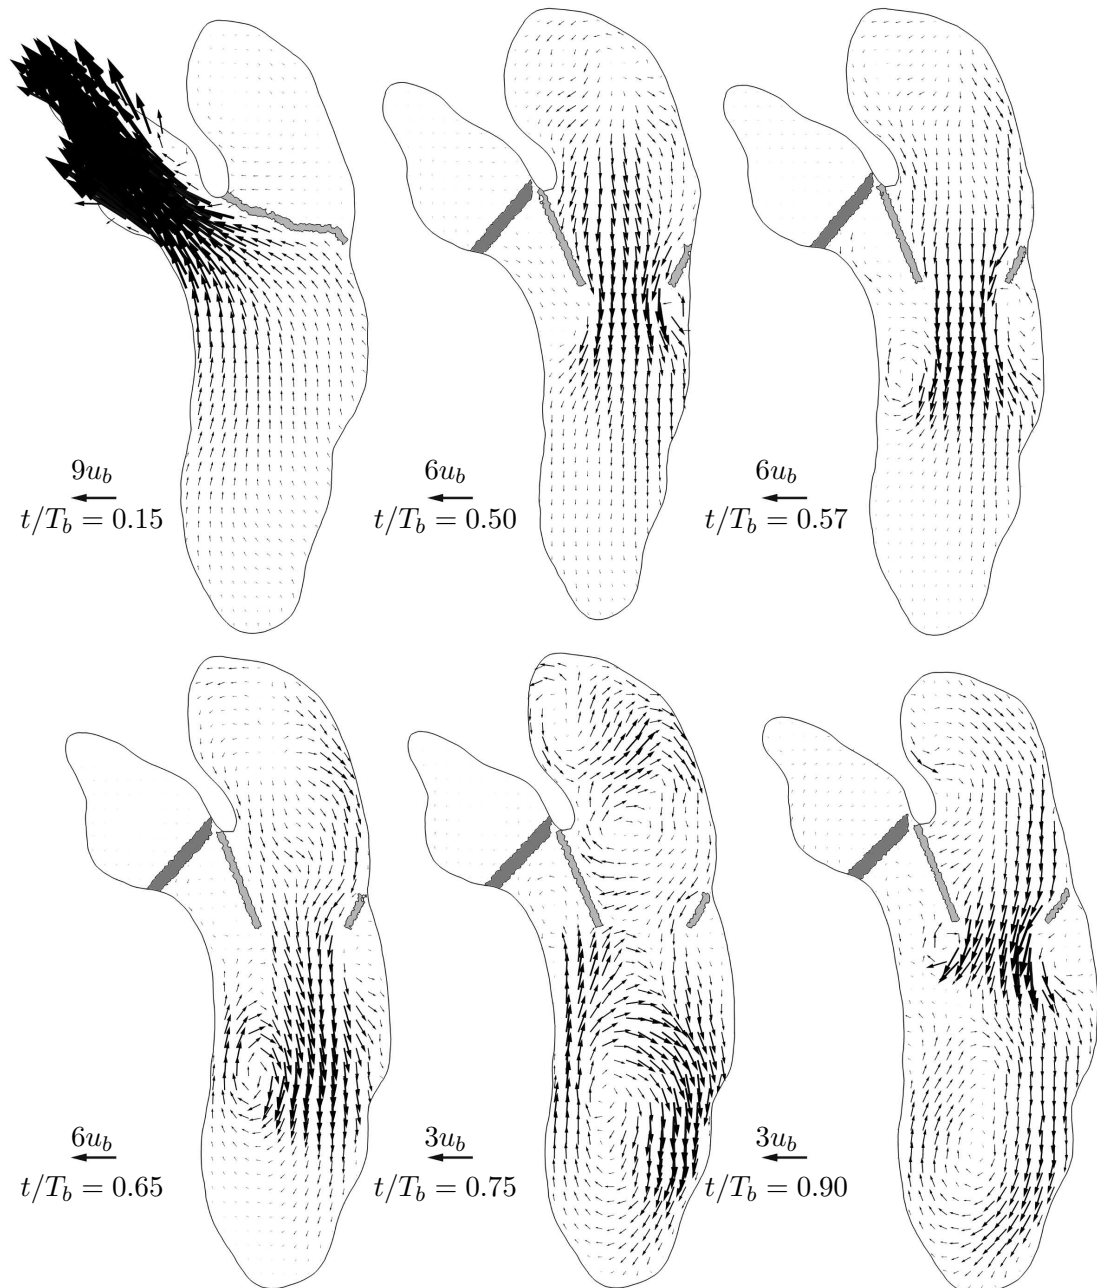 9u_b
t/T_b = 0.15
6u_b
t/T_b = 0.50
6u_b
t/T_b = 0.57
6u_b
t/T_b = 0.65
3u_b
t/T_b = 0.75
3u_b
t/T_b = 0.90